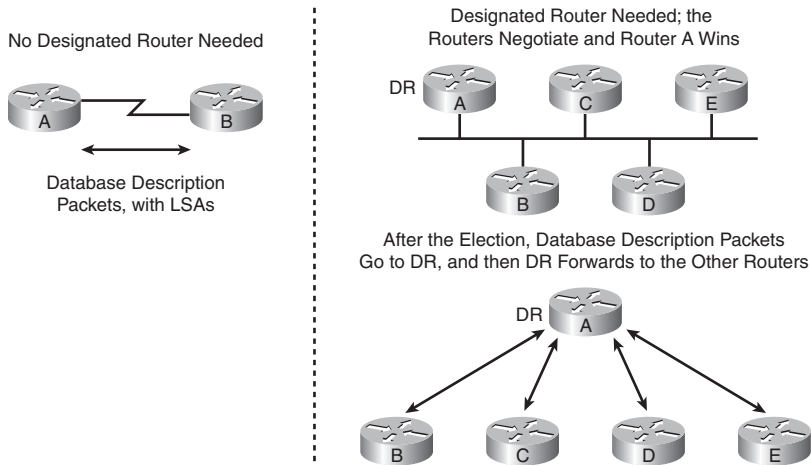 No Designated Router Needed
A
B
Database Description
Packets, with LSAs
Designated Router Needed; the
Routers Negotiate and Router A Wins
DR
A
C
E
B
D
After the Election, Database Description Packets
Go to DR, and then DR Forwards to the Other Routers
DR
A
B
C
D
E